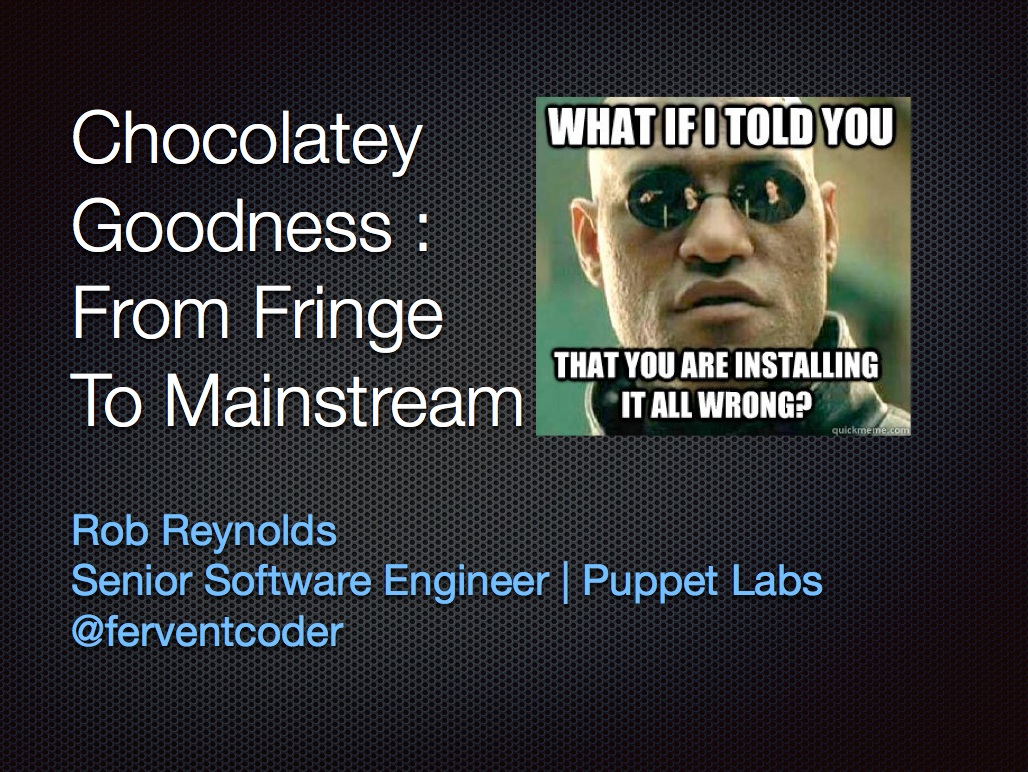 Chocolatey
Goodness :
From Fringe
To Mainstream
WHAT IF I TOLD YOU
THAT YOU ARE INSTALLING
IT ALL WRONG?
quickmeme.com
Rob Reynolds
Senior Software Engineer | Puppet Labs
@ferventcoder